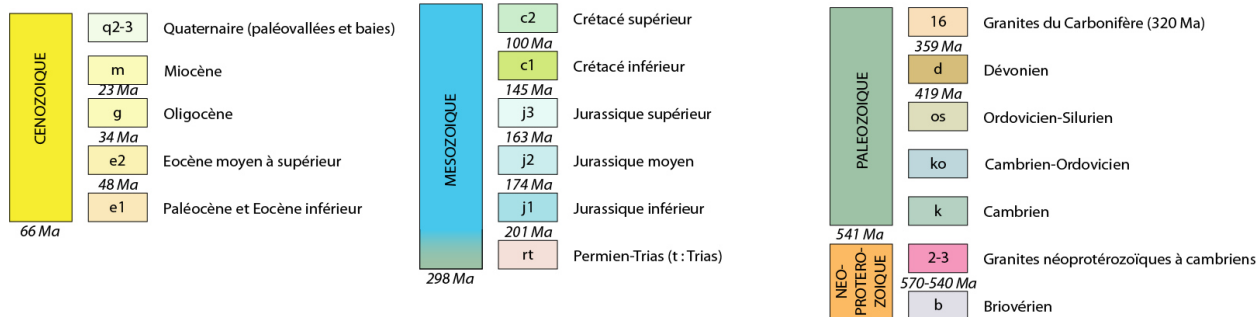 CENOZOIQUE
q2-3 Quaternaire (paléovallées et baies)
m Miocène
23 Ma
g Oligocène
34 Ma
e2 Eocène moyen à supérieur
48 Ma
e1 Paléocène et Eocène inférieur
66 Ma
MESOZOIQUE
c2 Crétacé supérieur
100 Ma
c1 Crétacé inférieur
145 Ma
j3 Jurassique supérieur
163 Ma
j2 Jurassique moyen
174 Ma
j1 Jurassique inférieur
201 Ma
rt Permien-Trias (t : Trias)
298 Ma
PALEOZOIQUE
16 Granites du Carbonifère (320 Ma)
359 Ma
d Dévonien
419 Ma
os Ordovicien-Silurien
ko Cambrien-Ordovicien
k Cambrien
541 Ma
NEO-
PROTERO-
ZOIQUE
2-3 Granites néoprotérozoïques à cambriens
570-540 Ma
b Briovérien